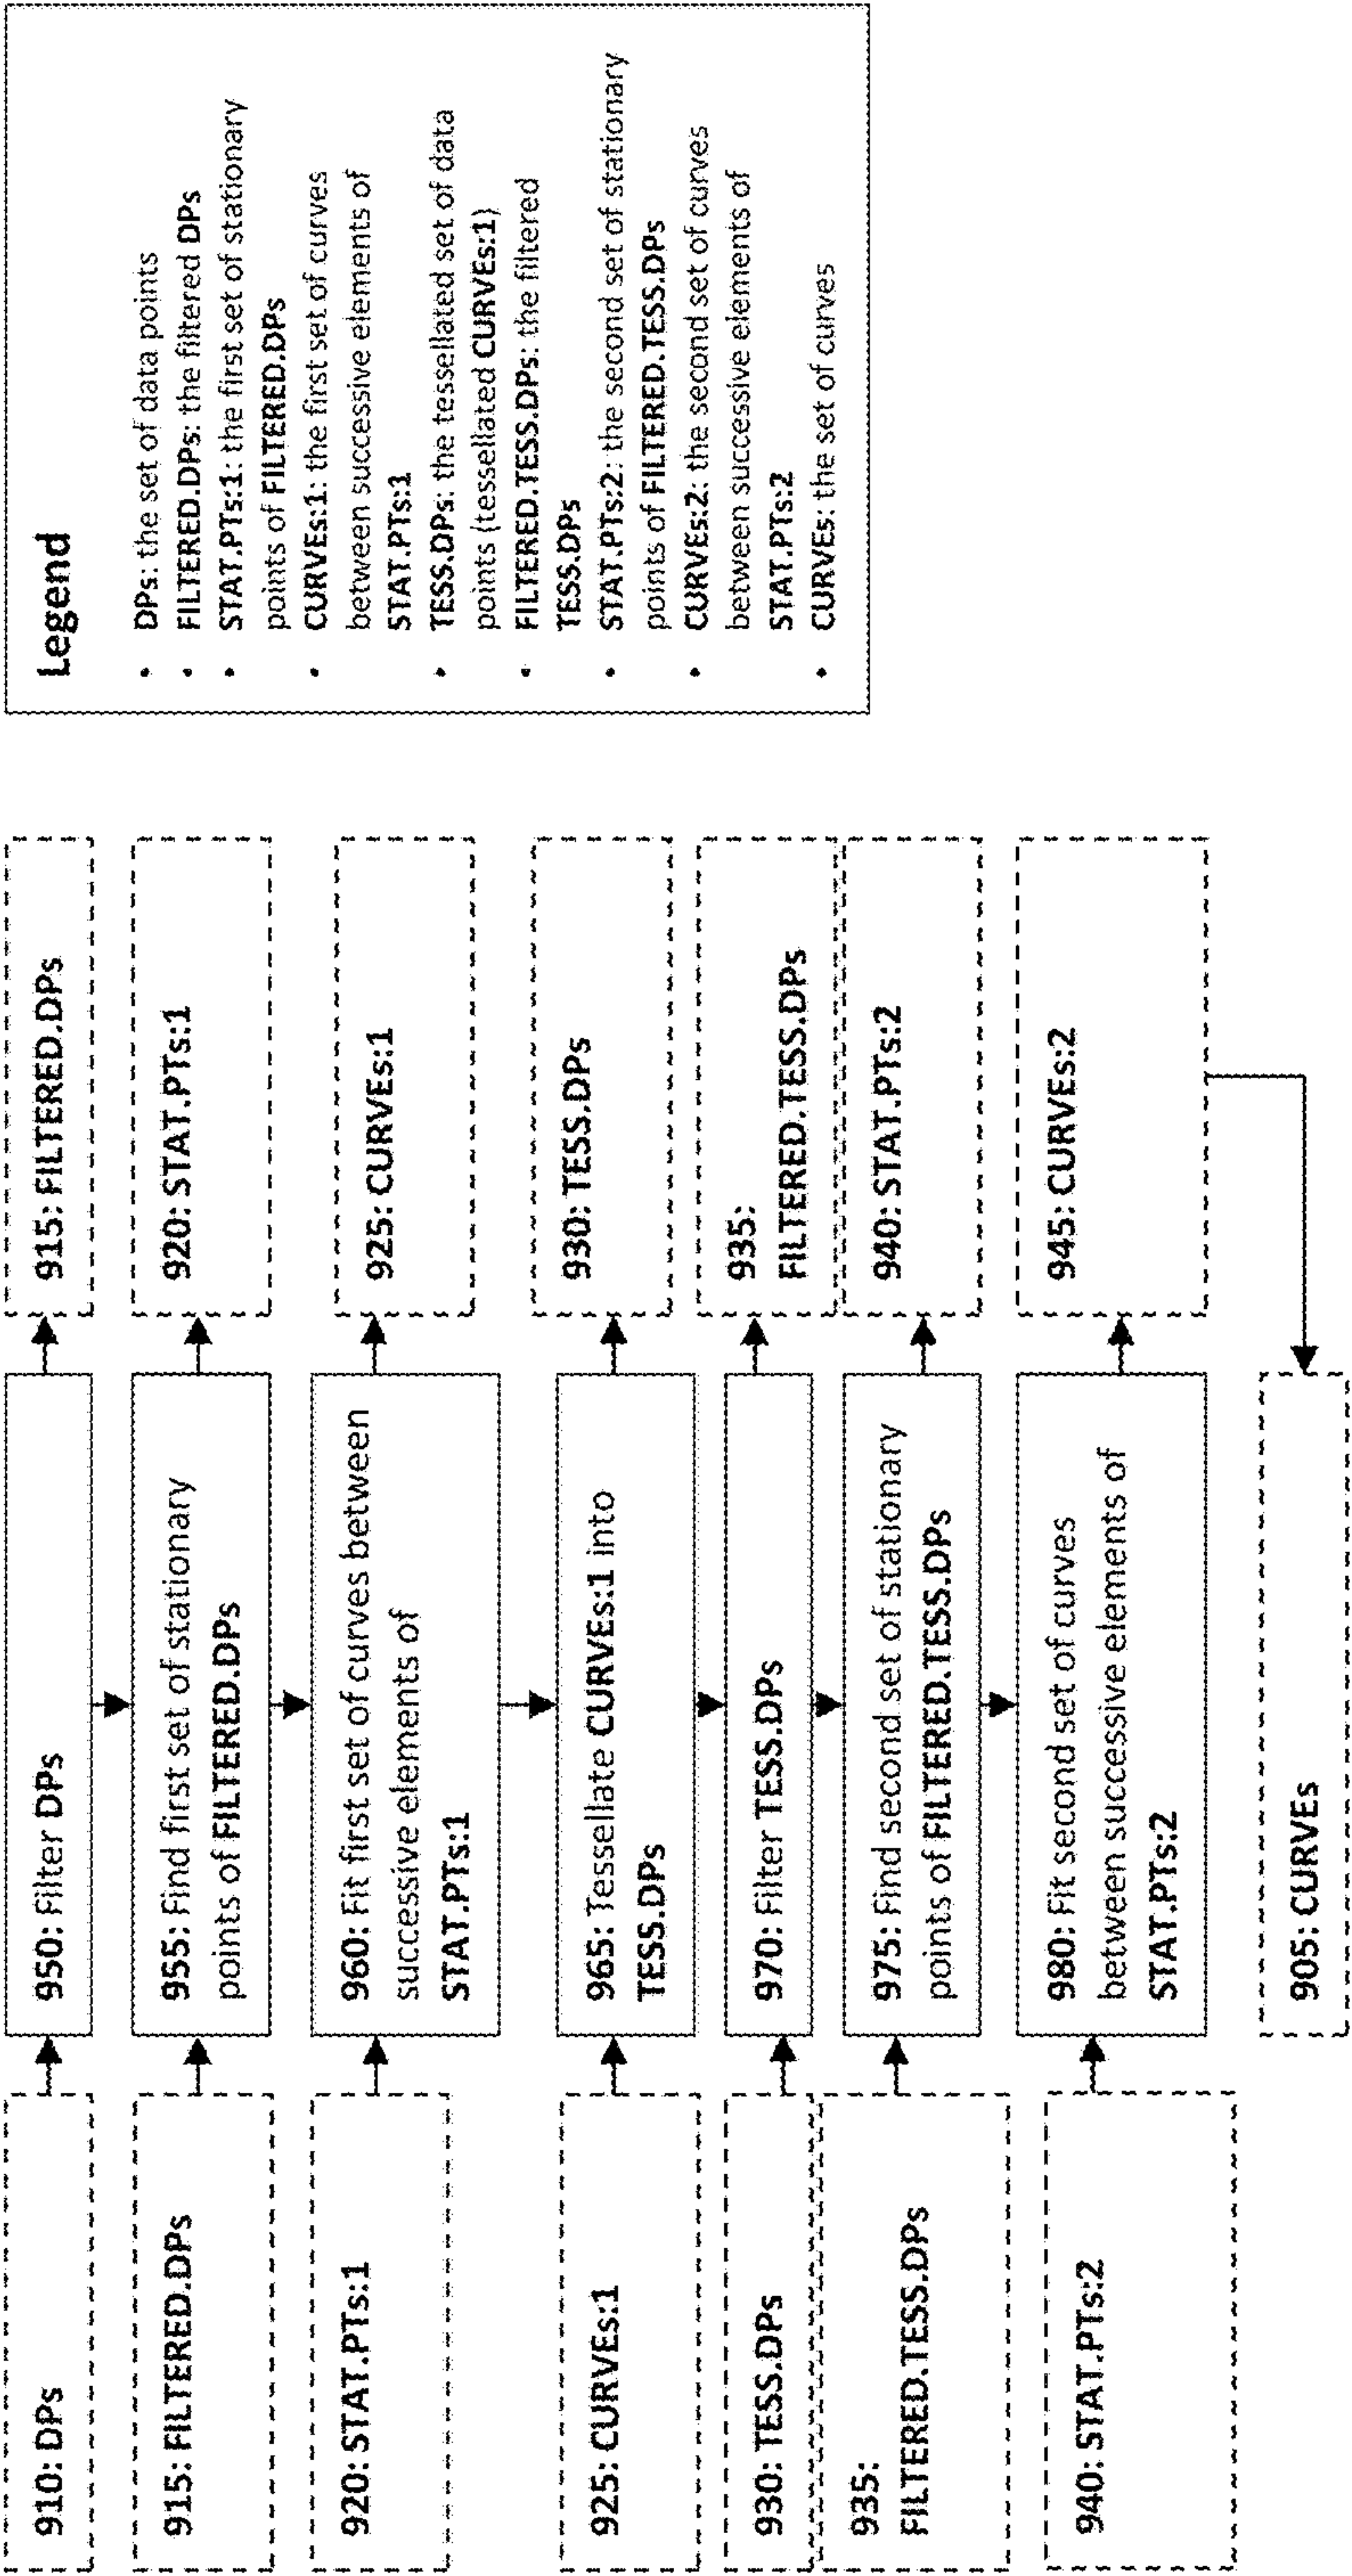 910: DPs
950: Filter DPs
915: FILTERED.DPs
915: FILTERED.DPs
955: Find first set of stationary
points of FILTERED.DPs
920: STAT.PTs:1
920: STAT.PTs:1
960: Fit first set of curves between
successive elements of
STAT.PTs:1
925: CURVEs:1
925: CURVEs:1
965: Tessellate CURVEs:1 into
TESS.DPs
930: TESS.DPs
930: TESS.DPs
970: Filter TESS.DPs
935:
FILTERED.TESS.DPs
935:
FILTERED.TESS.DPs
975: Find second set of stationary
points of FILTERED.TESS.DPs
940: STAT.PTs:2
940: STAT.PTs:2
980: Fit second set of curves
between successive elements of
STAT.PTs:2
945: CURVEs:2
905: CURVEs
Legend
• DPs: the set of data points
• FILTERED.DPs: the filtered DPs
• STAT.PTs:1: the first set of stationary
points of FILTERED.DPs
• CURVEs:1: the first set of curves
between successive elements of
STAT.PTs:1
• TESS.DPs: the tessellated set of data
points (tessellated CURVEs:1)
• FILTERED.TESS.DPs: the filtered
TESS.DPs
• STAT.PTs:2: the second set of stationary
points of FILTERED.TESS.DPs
• CURVEs:2: the second set of curves
between successive elements of
STAT.PTs:2
• CURVEs: the set of curves